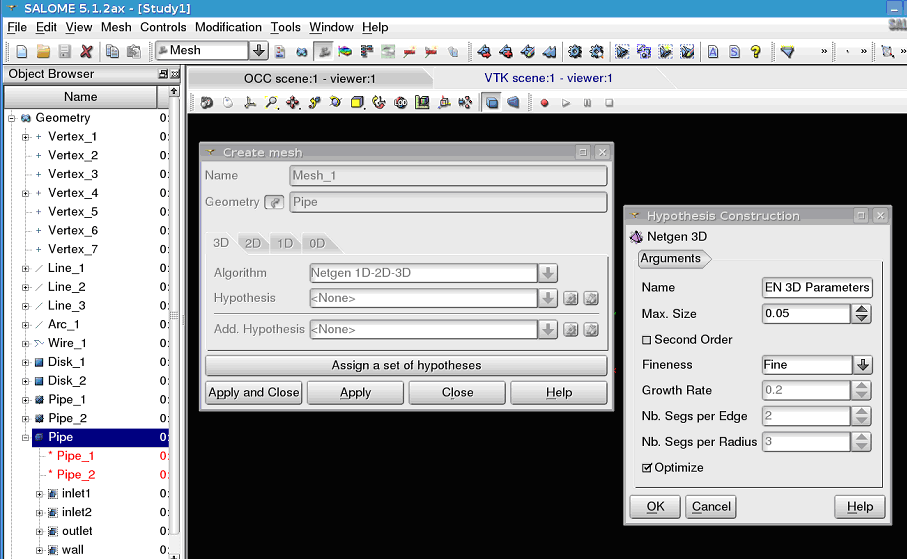 SALOME 5.1.2ax - [Study1]
File Edit View Mesh Controls Modification Tools Window Help
Mesh
Object Browser
OCC scene:1 - viewer:1
VTK scene:1 - viewer:1
Name
Geometry 0:
Vertex_1 0:
Vertex_2 0:
Vertex_3 0:
Vertex_4 0:
Vertex_5 0:
Vertex_6 0:
Vertex_7 0:
Line_1 0:
Line_2 0:
Line_3 0:
Arc_1 0:
Wire_1 0:
Disk_1 0:
Disk_2 0:
Pipe_1 0:
Pipe_2 0:
Pipe 0:
* Pipe_1 0:
* Pipe_2 0:
inlet1 0:
inlet2 0:
outlet 0:
wall 0:
Create mesh
Name Mesh_1
Geometry Pipe
3D 2D 1D 0D
Algorithm Netgen 1D-2D-3D
Hypothesis <None>
Add. Hypothesis <None>
Assign a set of hypotheses
Apply and Close Apply Close Help
Hypothesis Construction
Netgen 3D
Arguments
Name EN 3D Parameters
Max. Size 0.05
Second Order
Fineness Fine
Growth Rate 0.2
Nb. Segs per Edge 2
Nb. Segs per Radius 3
Optimize
OK Cancel Help